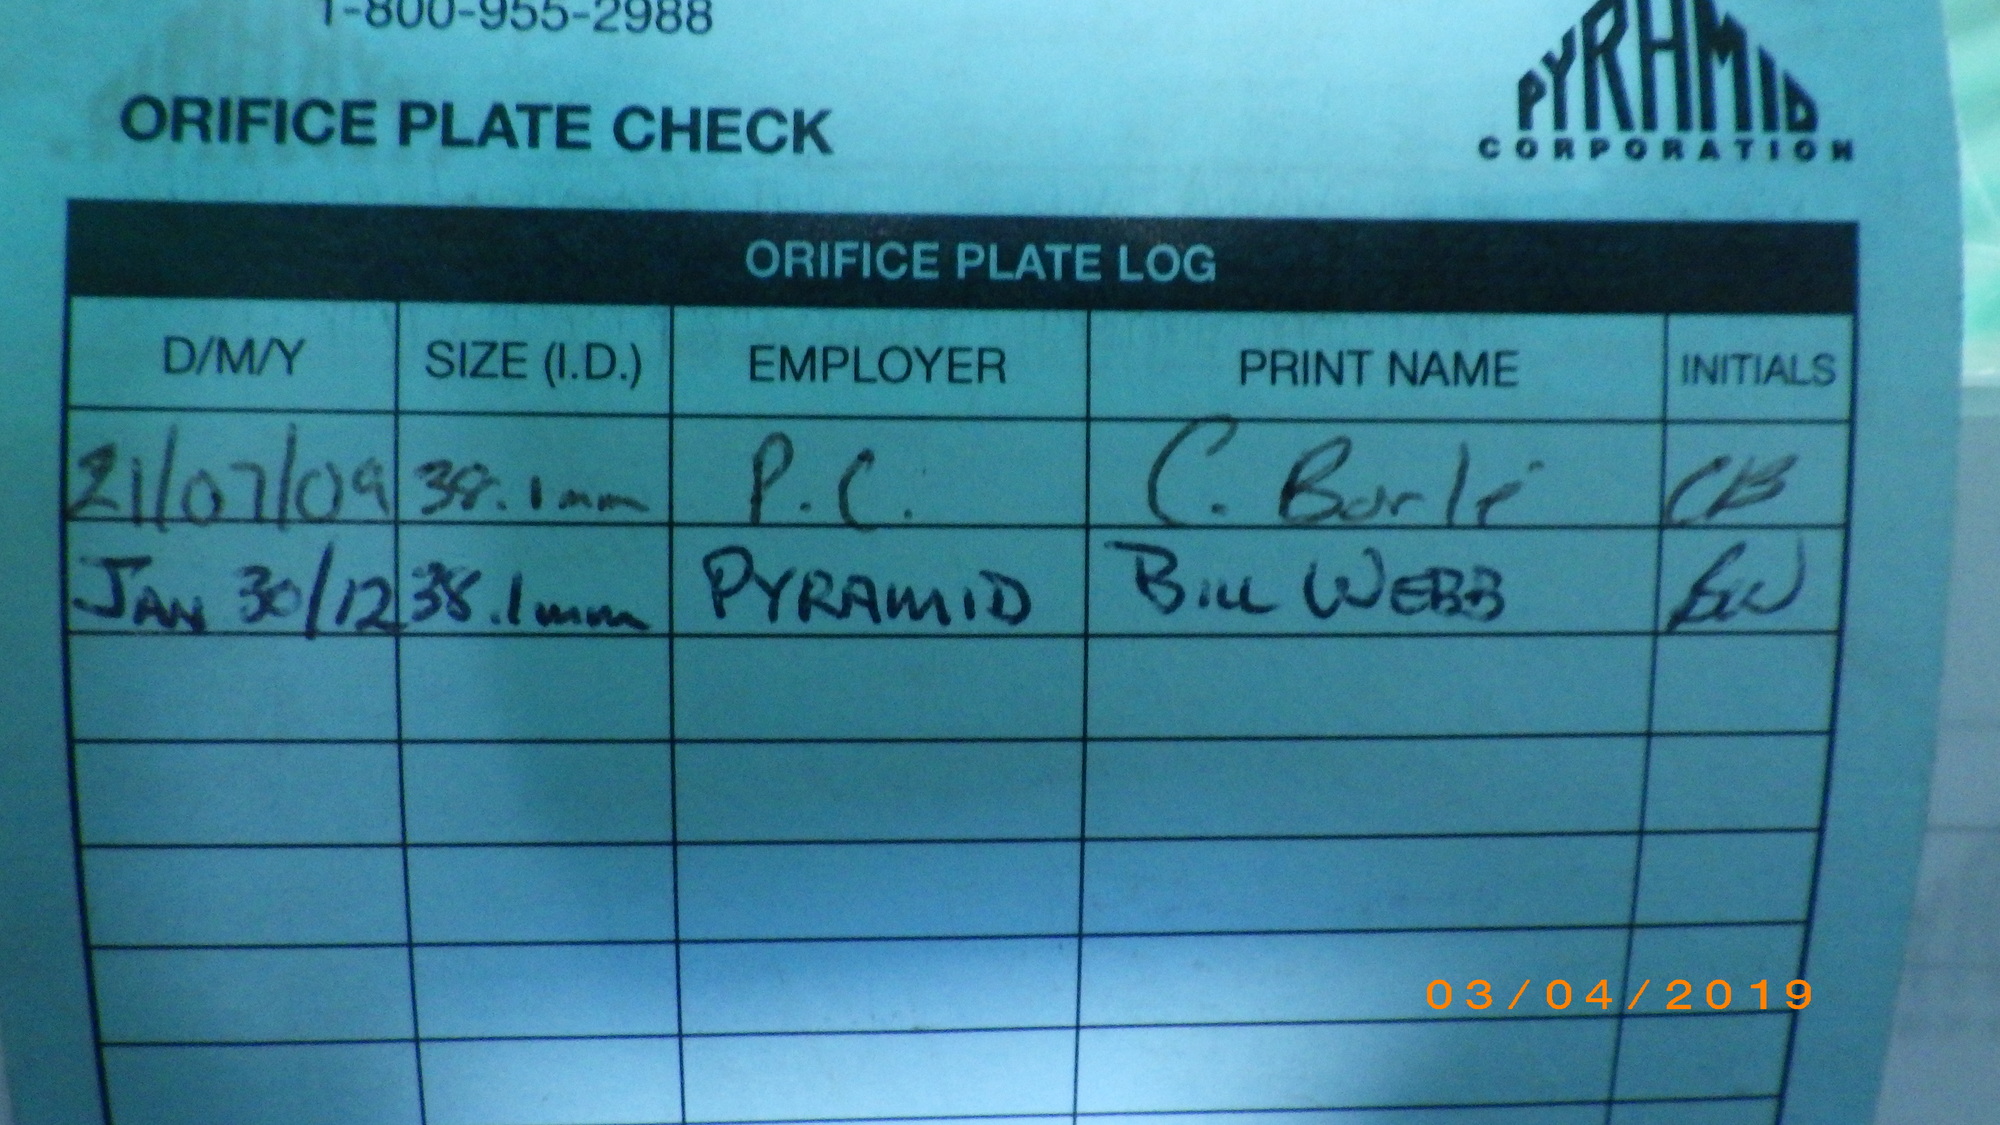 1-800-955-2988
PYRAMID
CORPORATION
ORIFICE PLATE CHECK
ORIFICE PLATE LOG
D/M/Y SIZE (I.D.) EMPLOYER PRINT NAME INITIALS
21/07/09 38.1mm P.C. C. CB
JAN 30/12 38.1mm PYRAMID BILL WEBB BW
03/04/2019